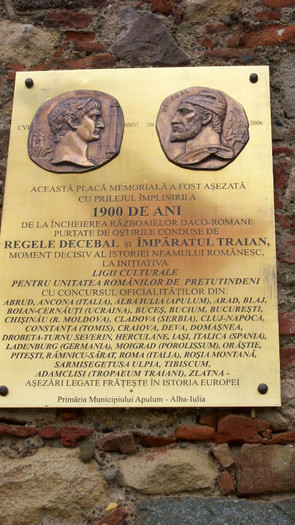 2006
ACEASTĂ PLACĂ MEMORIALĂ A FOST AȘEZATĂ
CU PRILEJUL ÎMPLINIRII A
1900 DE ANI
DE LA ÎNCHEIEREA RĂZBOAIELOR DACO-ROMANE
PURTATE DE OȘTIRILE CONDUSE DE
REGELE DECEBAL ȘI ÎMPĂRATUL TRAIAN,
MOMENT DECISIV AL ISTORIEI NEAMULUI ROMÂNESC,
LA INIȚIATIVA
LIGII CULTURALE
PENTRU UNITATEA ROMÂNILOR DE PRETUTINDENI
CU CONCURSUL OFICIALITĂȚILOR DIN:
ABRUD, ANCONA (ITALIA), ALBA IULIA (APULUM), ARAD, BLAJ,
BOIAN-CERNĂUȚI (UCRAINA), BUCEȘ, BUCIUM, BUCUREȘTI,
CHIȘINĂU (R. MOLDOVA), CLADOVA (SERBIA), CLUJ-NAPOCA,
CONSTANȚA (TOMIS), CRAIOVA, DEVA, DOMAȘNEA,
DROBETA-TURNU SEVERIN, HERCULANE, IAȘI, ITALICA (SPANIA),
LADENBURG (GERMANIA), MOIGRAD (POROLISSUM), ORĂȘTIE,
PITEȘTI, RÂMNICU-SĂRAT, ROMA (ITALIA), ROȘIA MONTANĂ,
SARMISEGETUSA ULPIA, TIBISCUM,
ADAMCLISI (TROPAEUM TRAIANI), ZLATNA -
AȘEZĂRI LEGATE FRĂȚEȘTE ÎN ISTORIA EUROPEI
*
Primăria Municipiului Apulum - Alba-Iulia